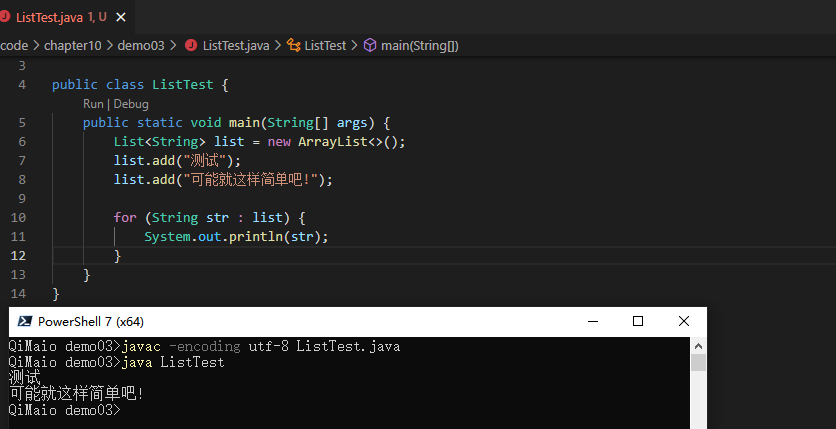 ListTest.java 1, U
code > chapter10 > demo03 > ListTest.java > ListTest > main(String[])
3
4 public class ListTest {
Run | Debug
5 public static void main(String[] args) {
6 List<String> list = new ArrayList<>();
7 list.add("测试");
8 list.add("可能就这样简单吧!");
9
10 for (String str : list) {
11 System.out.println(str);
12 }
13 }
14 }
PowerShell 7 (x64)
QiMaio demo03>javac -encoding utf-8 ListTest.java
QiMaio demo03>java ListTest
测试
可能就这样简单吧!
QiMaio demo03>